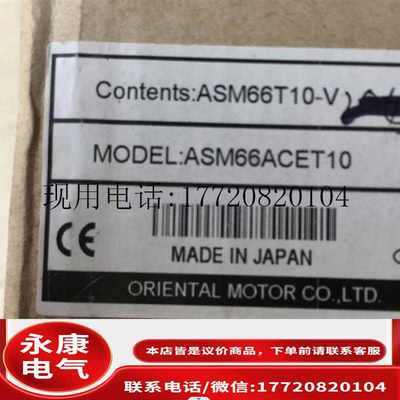 Contents:ASM66T10-V
MODEL:ASM66ACET10
现用电话:17720820104
CE
MADE IN JAPAN
ORIENTAL MOTOR CO.,LTD.
永康
电气
本店皆是议价商品，下单前请联系客服
联系电话/微信:17720820104